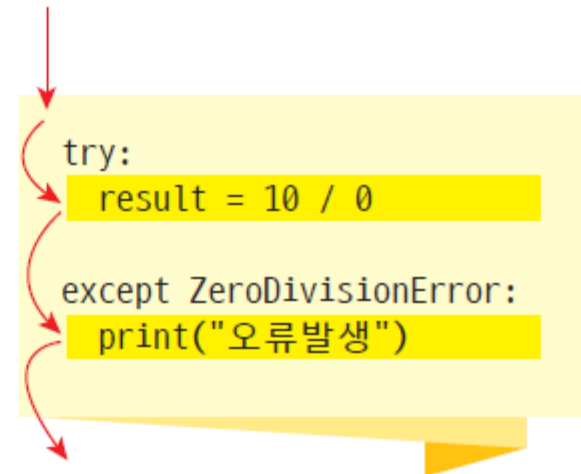 try:
  result = 10 / 0
except ZeroDivisionError:
  print("오류발생")